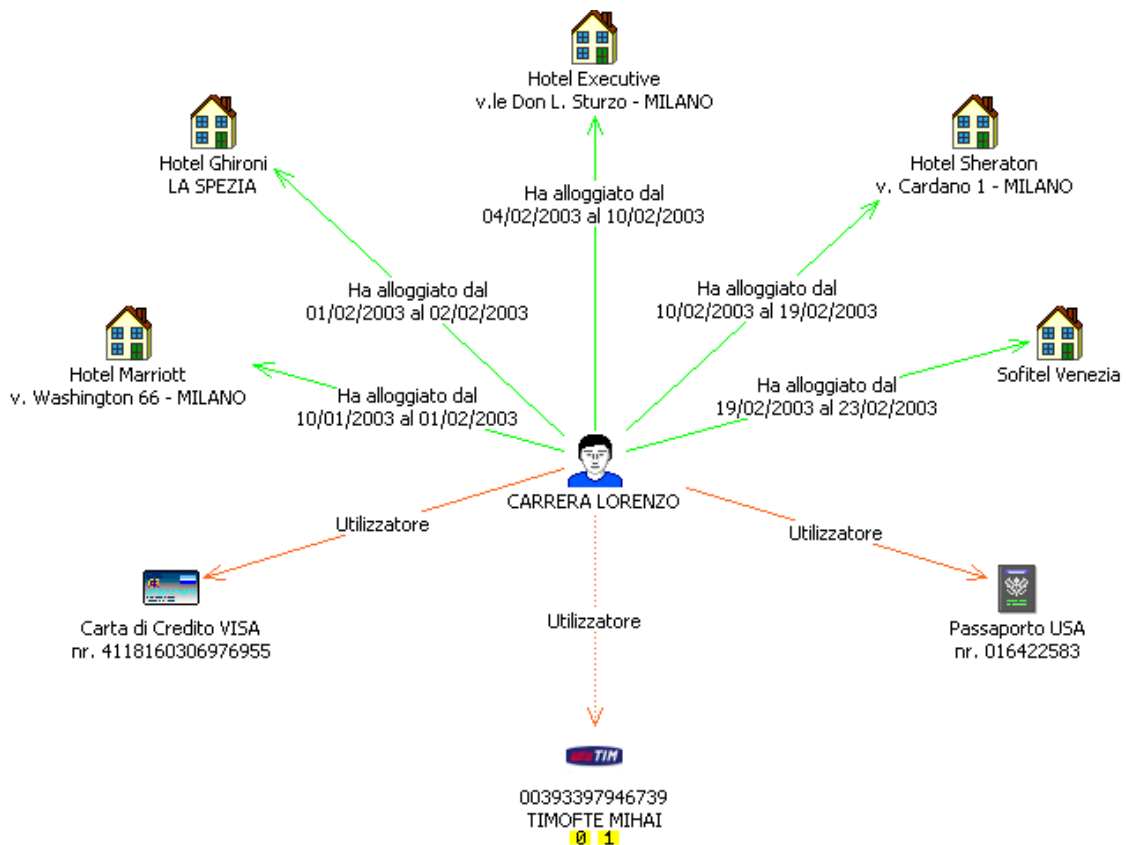 Hotel Executive
v.le Don L. Sturzo - MILANO
Hotel Ghironi
LA SPEZIA
Hotel Sheraton
v. Cardano 1 - MILANO
Ha alloggiato dal
04/02/2003 al 10/02/2003
Ha alloggiato dal
01/02/2003 al 02/02/2003
Ha alloggiato dal
10/02/2003 al 19/02/2003
Hotel Marriott
v. Washington 66 - MILANO
Ha alloggiato dal
10/01/2003 al 01/02/2003
Ha alloggiato dal
19/02/2003 al 23/02/2003
Sofitel Venezia
CARRERA LORENZO
Utilizzatore
Utilizzatore
Utilizzatore
Carta di Credito VISA
nr. 4118160306976955
Passaporto USA
nr. 016422583
TIM
00393397946739
TIMOFTE MIHAI
0 1